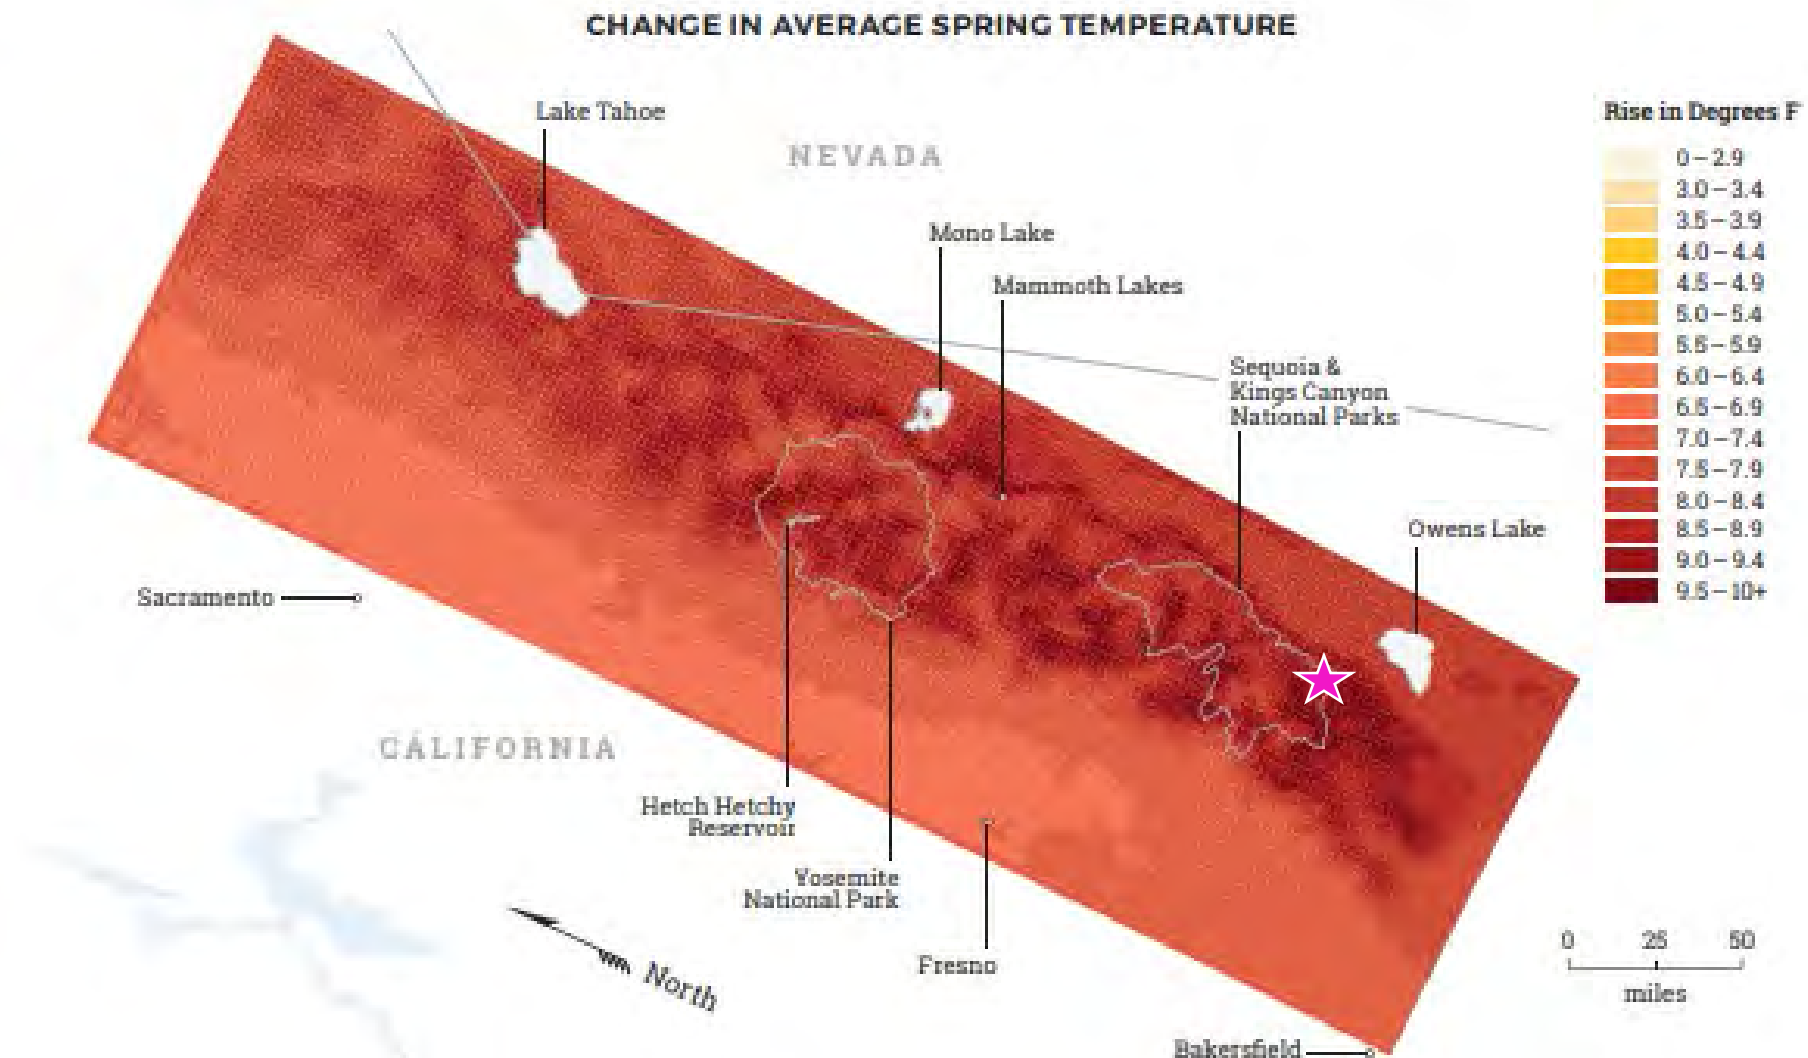 CHANGE IN AVERAGE SPRING TEMPERATURE
Lake Tahoe
NEVADA
Mono Lake
Mammoth Lakes
Sequoia &
Kings Canyon
National Parks
Owens Lake
Rise in Degrees F
0–2.9
3.0–3.4
3.5–3.9
4.0–4.4
4.5–4.9
5.0–5.4
5.5–5.9
6.0–6.4
6.5–6.9
7.0–7.4
7.5–7.9
8.0–8.4
8.5–8.9
9.0–9.4
9.5–10+
Sacramento
CALIFORNIA
Hetch Hetchy
Reservoir
Yosemite
National Park
Fresno
North
0 25 50
miles
Bakersfield